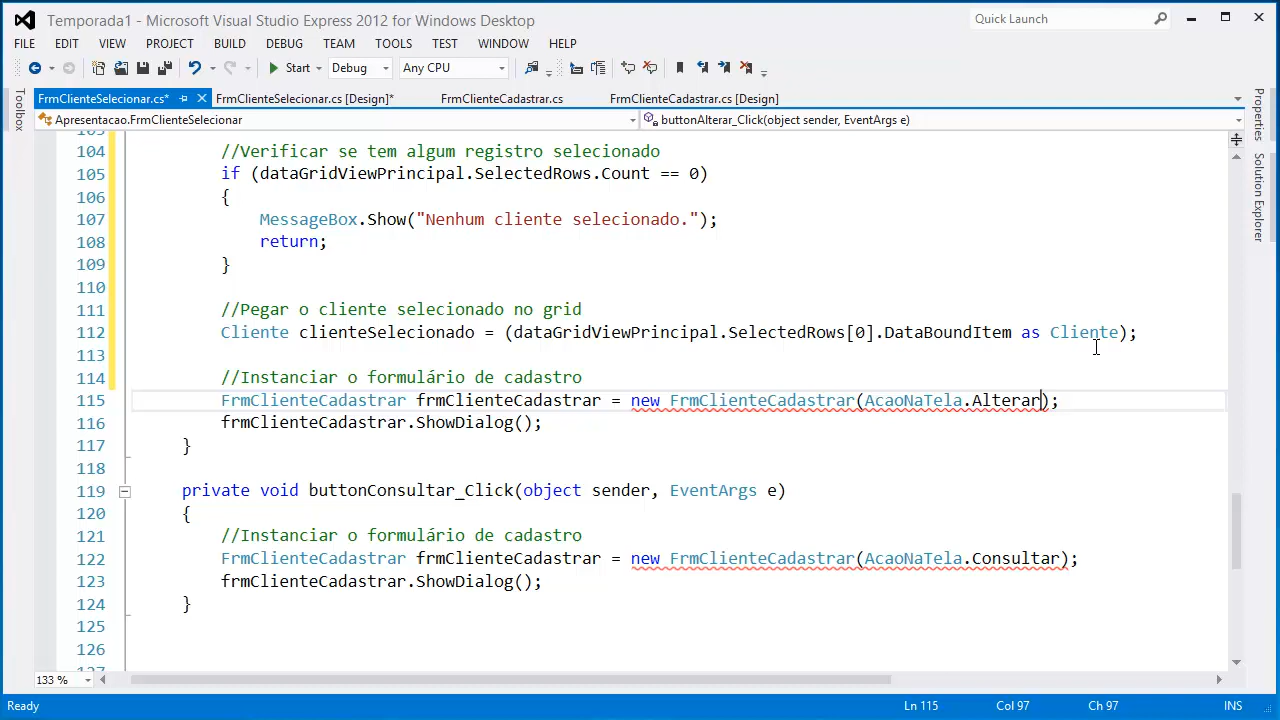 Temporada1 - Microsoft Visual Studio Express 2012 for Windows Desktop
Quick Launch
FILE EDIT VIEW PROJECT BUILD DEBUG TEAM TOOLS TEST WINDOW HELP
Start Debug Any CPU
Toolbox
FrmClienteSelecionar.cs* FrmClienteSelecionar.cs [Design]* FrmClienteCadastrar.cs FrmClienteCadastrar.cs [Design]
Properties
Solution Explorer
Apresentacao.FrmClienteSelecionar buttonAlterar_Click(object sender, EventArgs e)
103
104 //Verificar se tem algum registro selecionado
105 if (dataGridViewPrincipal.SelectedRows.Count == 0)
106 {
107 MessageBox.Show("Nenhum cliente selecionado.");
108 return;
109 }
110
111 //Pegar o cliente selecionado no grid
112 Cliente clienteSelecionado = (dataGridViewPrincipal.SelectedRows[0].DataBoundItem as Cliente);
113
114 //Instanciar o formulário de cadastro
115 FrmClienteCadastrar frmClienteCadastrar = new FrmClienteCadastrar(AcaoNaTela.Alterar);
116 frmClienteCadastrar.ShowDialog();
117 }
118
119 private void buttonConsultar_Click(object sender, EventArgs e)
120 {
121 //Instanciar o formulário de cadastro
122 FrmClienteCadastrar frmClienteCadastrar = new FrmClienteCadastrar(AcaoNaTela.Consultar);
123 frmClienteCadastrar.ShowDialog();
124 }
125
126
127
133 %
Ready Ln 115 Col 97 Ch 97 INS